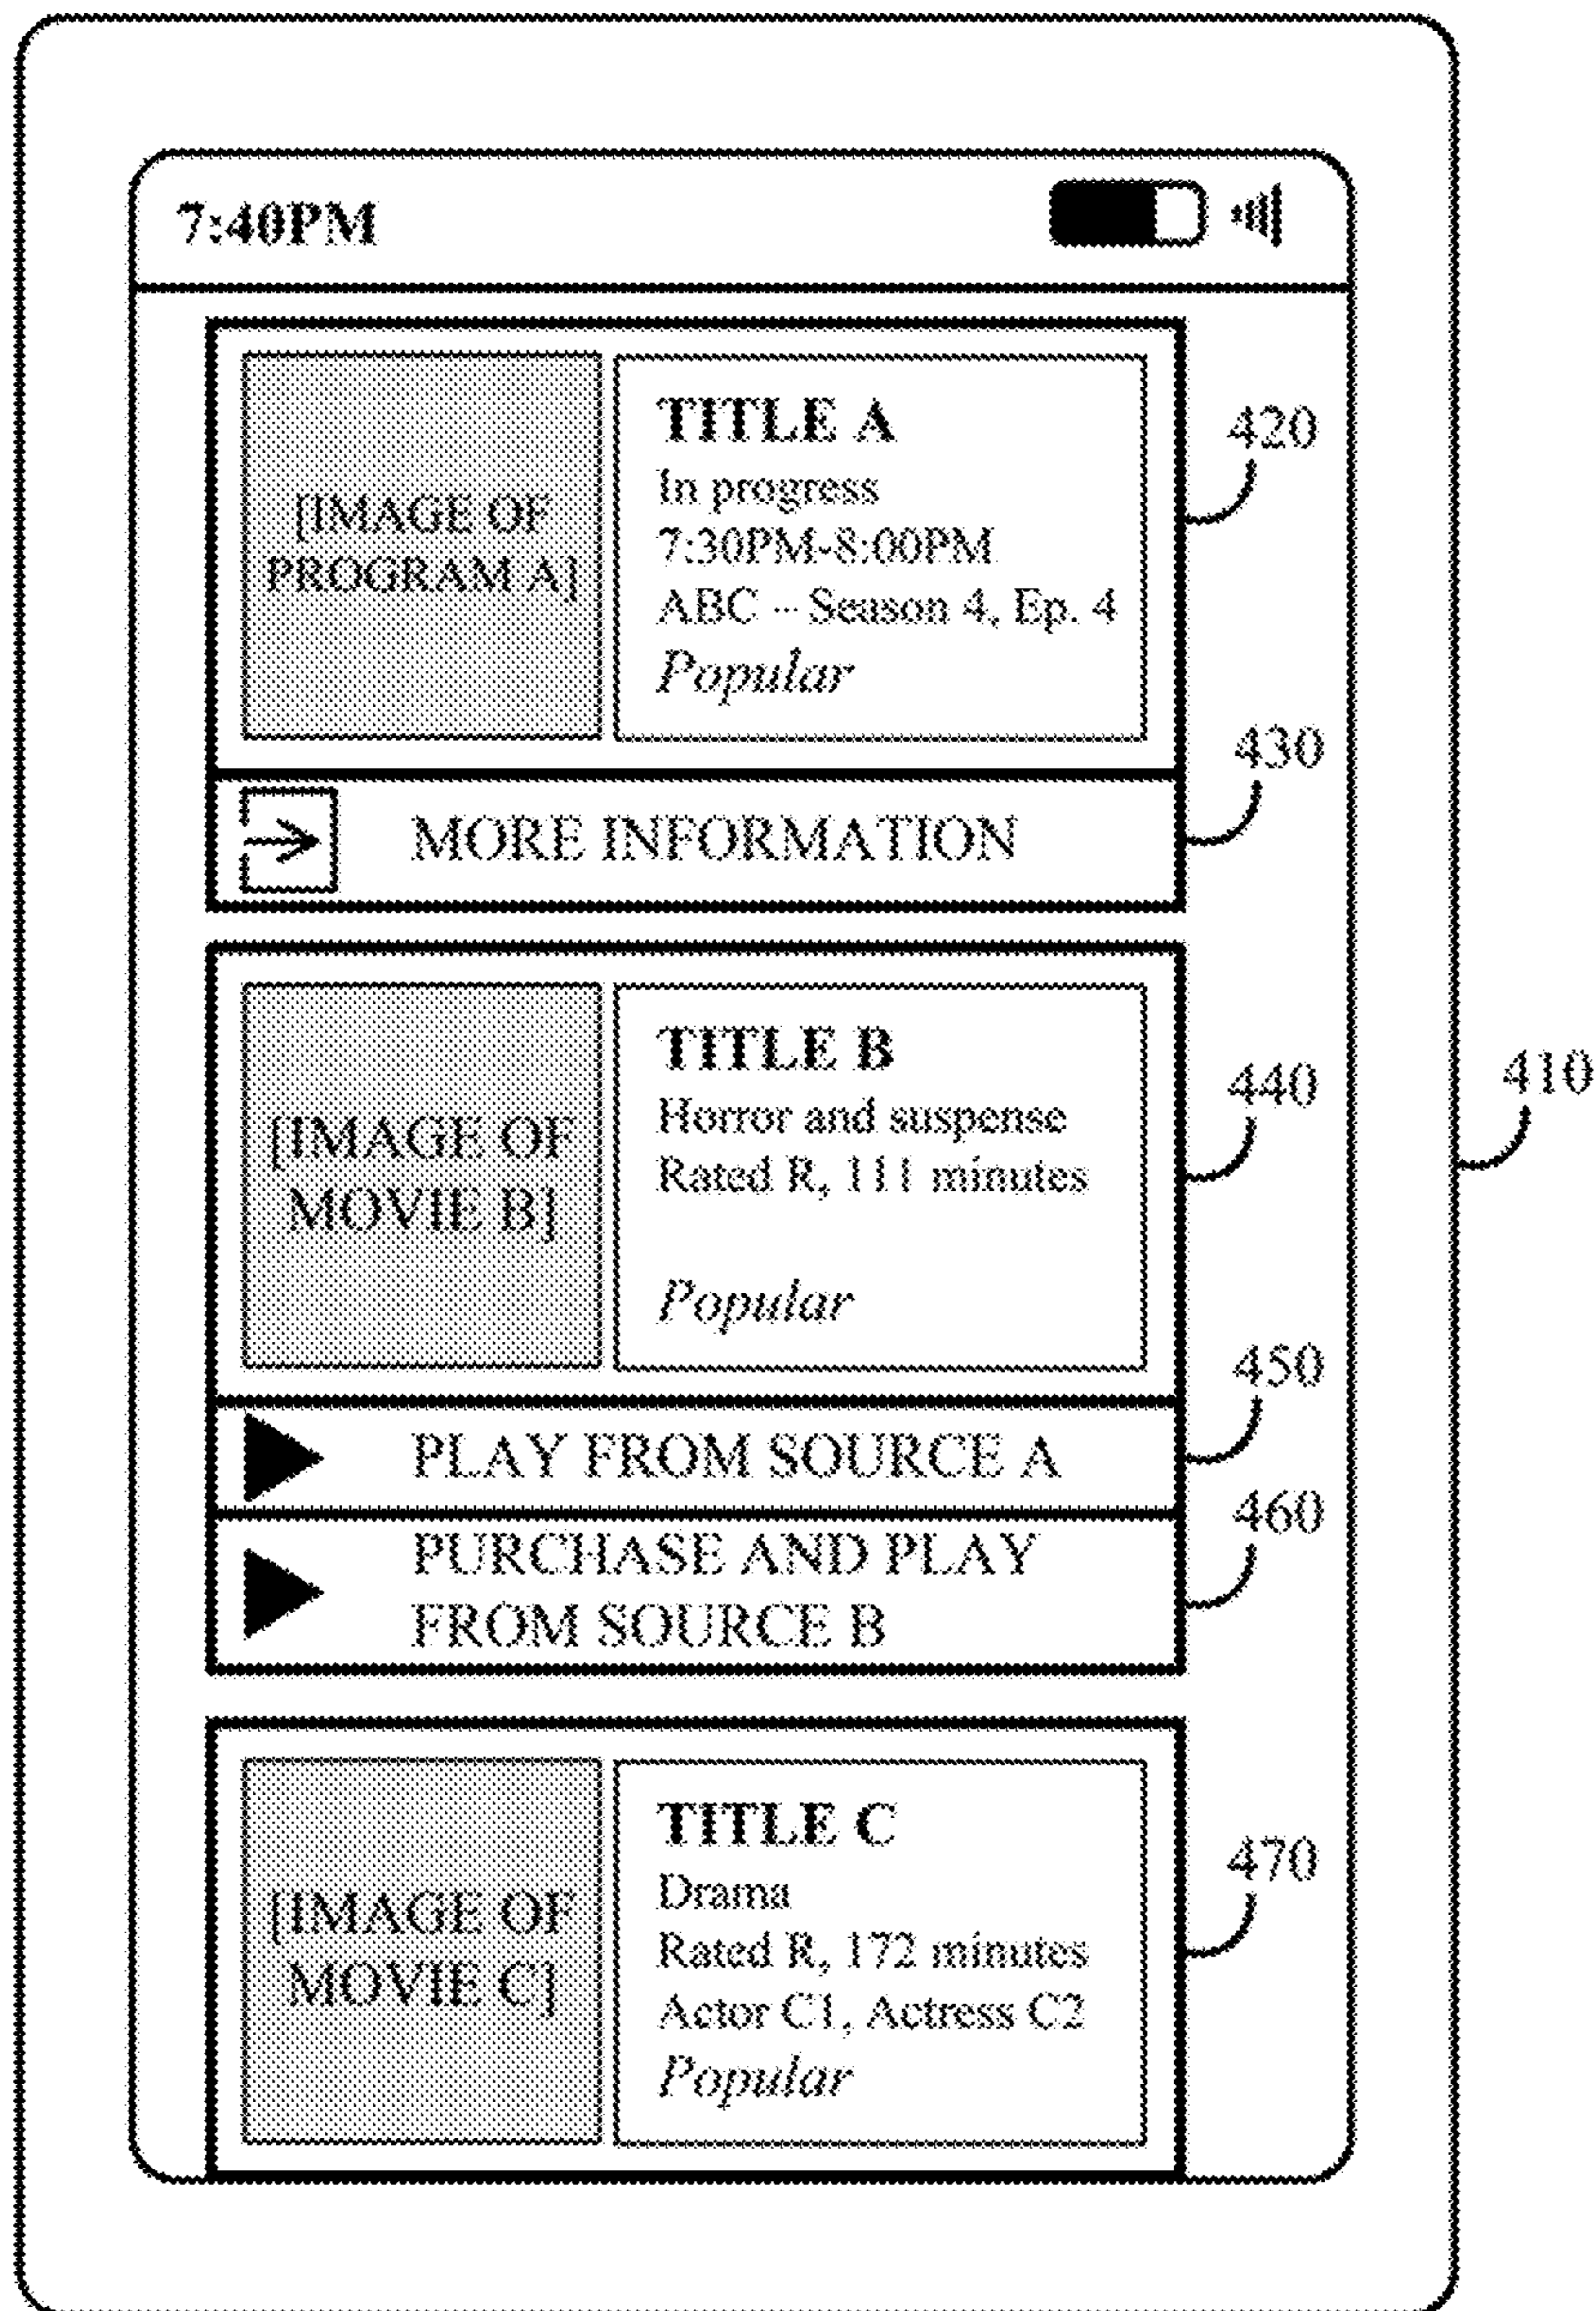 7:40PM
[IMAGE OF
PROGRAM A]
TITLE A
In progress
7:30PM-8:00PM
ABC – Season 4, Ep. 4
Popular
420
MORE INFORMATION
430
[IMAGE OF
MOVIE B]
TITLE B
Horror and suspense
Rated R, 111 minutes
Popular
440
410
PLAY FROM SOURCE A
450
PURCHASE AND PLAY
FROM SOURCE B
460
[IMAGE OF
MOVIE C]
TITLE C
Drama
Rated R, 172 minutes
Actor C1, Actress C2
Popular
470